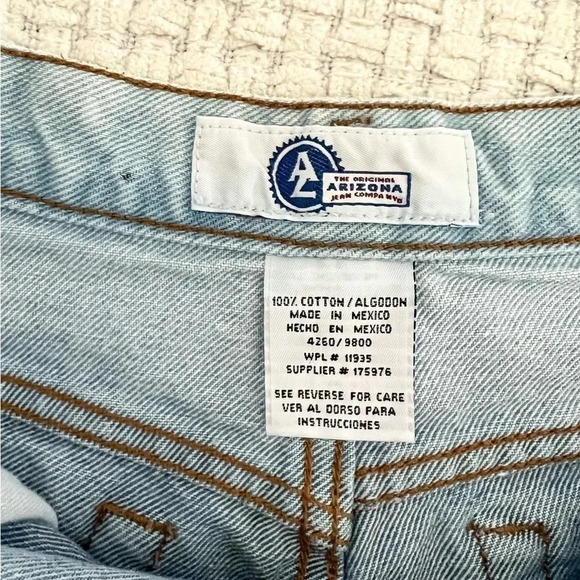 AZ
THE ORIGINAL
ARIZONA
JEAN COMPANY®
100% COTTON/ALGODON
MADE IN MEXICO
HECHO EN MEXICO
4260/9800
WPL # 11935
SUPPLIER # 175976
SEE REVERSE FOR CARE
VER AL DORSO PARA
INSTRUCCIONES